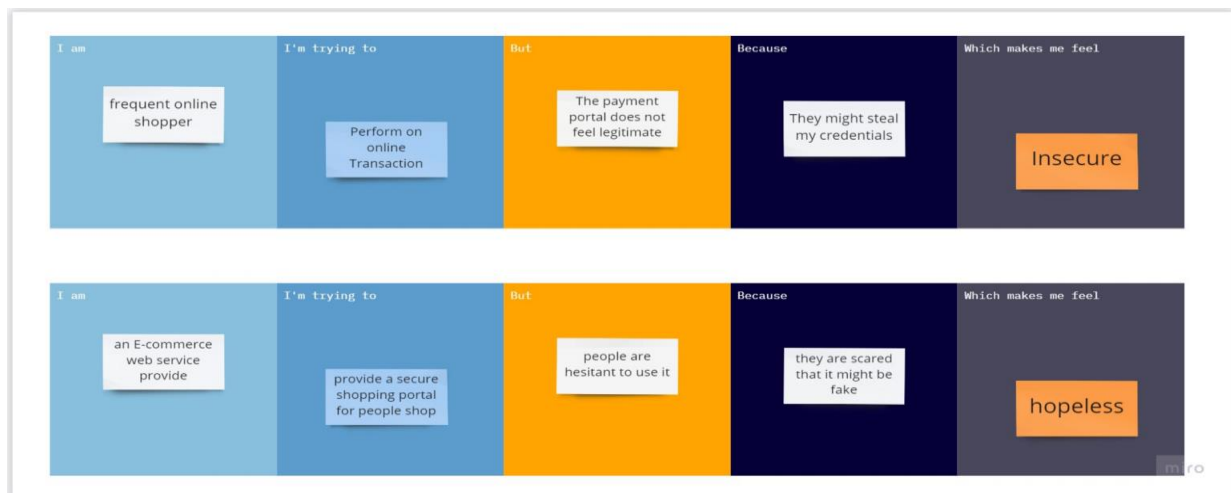 I am
I'm trying to
But
Because
Which makes me feel
frequent online
shopper
Perform on
online
Transaction
The payment
portal does not
feel legitimate
They might steal
my credentials
Insecure
I am
I'm trying to
But
Because
Which makes me feel
an E-commerce
web service
provide
provide a secure
shopping portal
for people shop
people are
hesitant to use it
they are scared
that it might be
fake
hopeless
miro